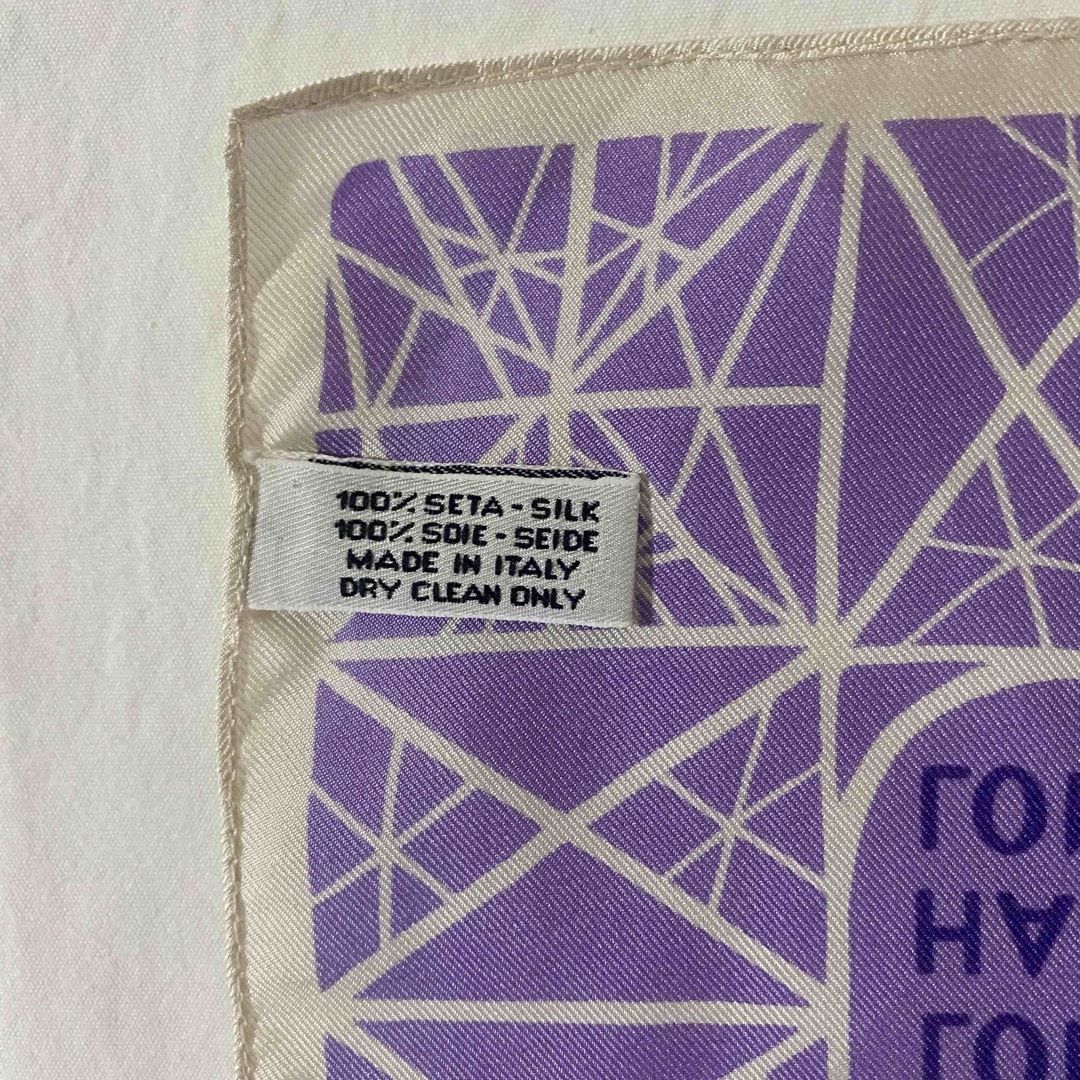 100% SETA - SILK
100% SOIE - SEIDE
MADE IN ITALY
DRY CLEAN ONLY